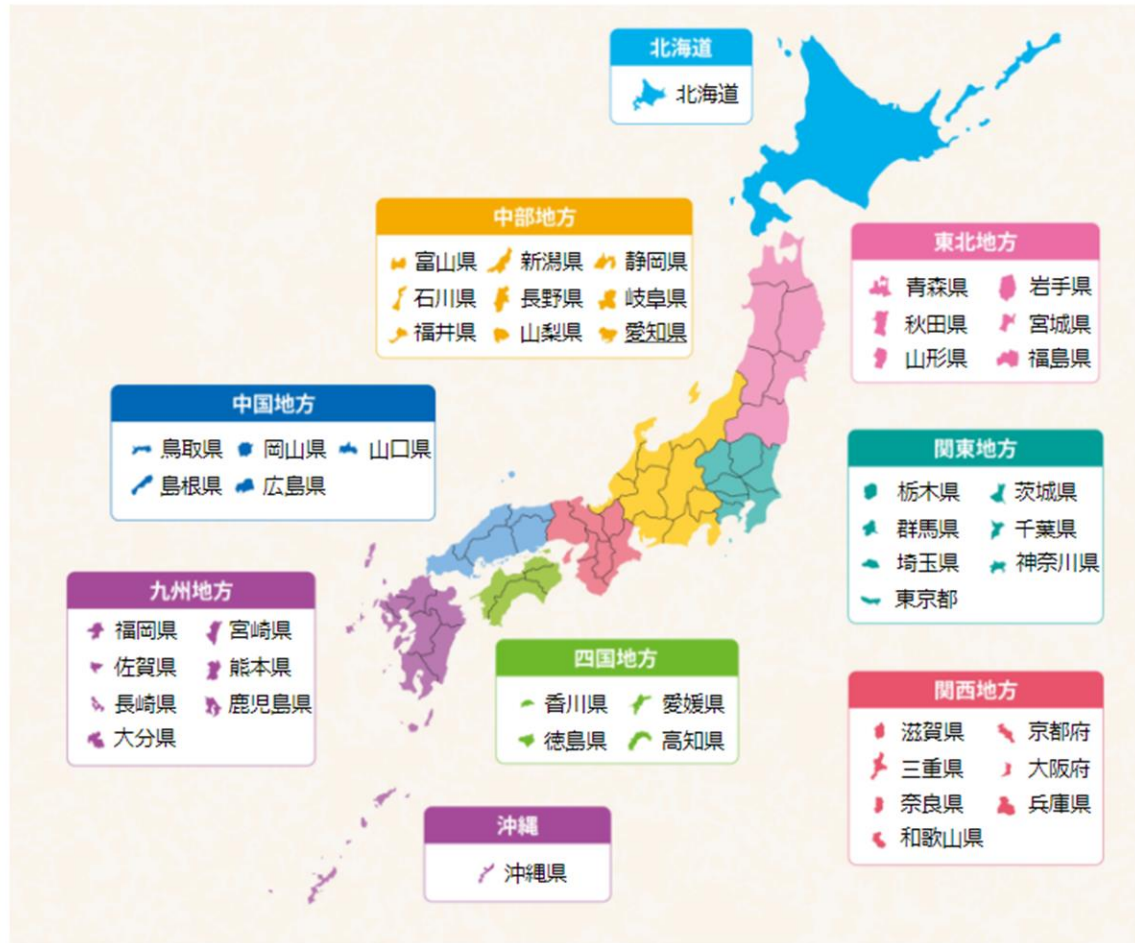 北海道
北海道
中部地方
富山県 新潟県 静岡県
石川県 長野県 岐阜県
福井県 山梨県 愛知県
東北地方
青森県 岩手県
秋田県 宮城県
山形県 福島県
中国地方
鳥取県 岡山県 山口県
島根県 広島県
関東地方
栃木県 茨城県
群馬県 千葉県
埼玉県 神奈川県
東京都
九州地方
福岡県 宮崎県
佐賀県 熊本県
長崎県 鹿児島県
大分県
四国地方
香川県 愛媛県
徳島県 高知県
関西地方
滋賀県 京都府
三重県 大阪府
奈良県 兵庫県
和歌山県
沖縄
沖縄県